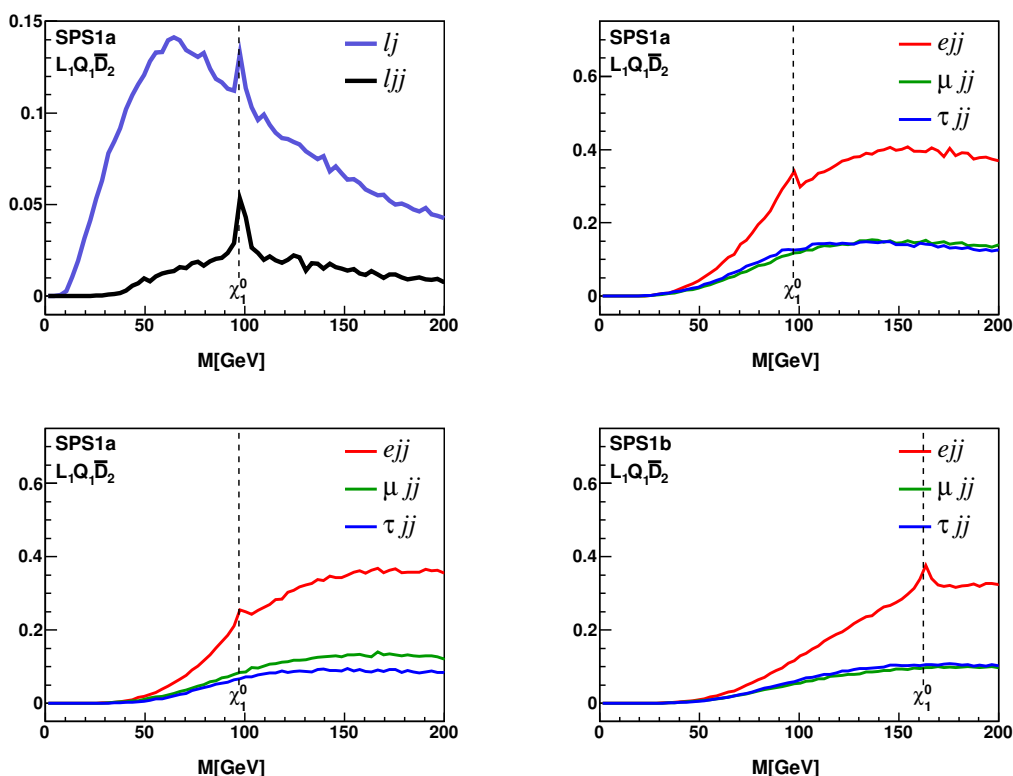 SPS1a
L₁Q₁D̅₂
lj
ljj
0.15
0.1
0.05
0
χ₁⁰
0 50 100 150 200
M[GeV]
SPS1a
L₁Q₁D̅₂
ejj
μ jj
τ jj
0.6
0.4
0.2
0
χ₁⁰
0 50 100 150 200
M[GeV]
SPS1a
L₁Q₁D̅₂
ejj
μ jj
τ jj
0.6
0.4
0.2
0
χ₁⁰
0 50 100 150 200
M[GeV]
SPS1b
L₁Q₁D̅₂
ejj
μ jj
τ jj
0.6
0.4
0.2
0
χ₁⁰
0 50 100 150 200
M[GeV]